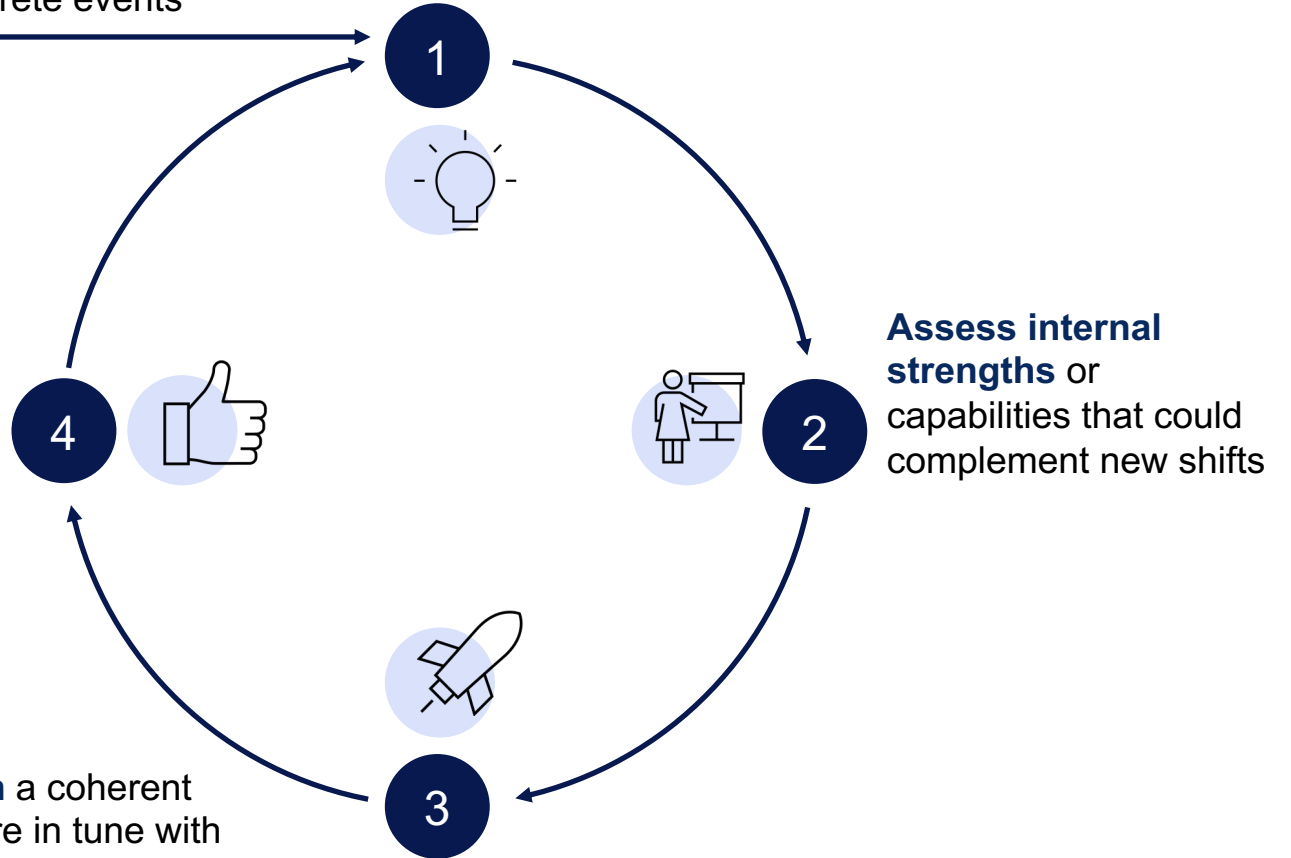 events
1
Assess internal
strengths or
capabilities that could
complement new shifts
4
2
a coherent
in tune with
3